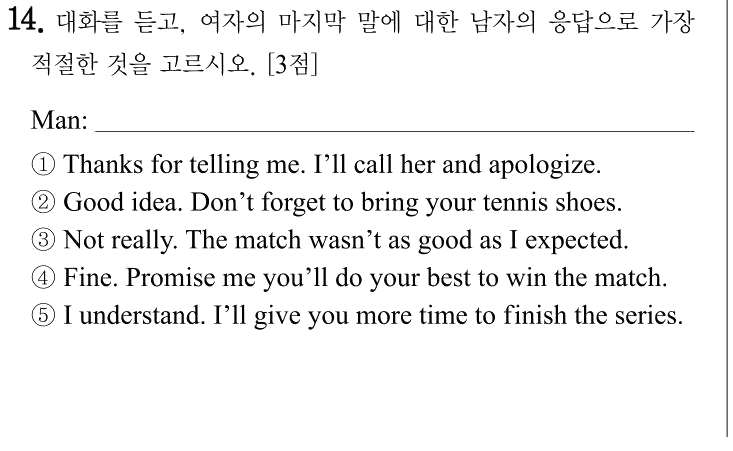 14. 대화를 듣고, 여자의 마지막 말에 대한 남자의 응답으로 가장
적절한 것을 고르시오. [3점]
Man: 
① Thanks for telling me. I’ll call her and apologize.
② Good idea. Don’t forget to bring your tennis shoes.
③ Not really. The match wasn’t as good as I expected.
④ Fine. Promise me you’ll do your best to win the match.
⑤ I understand. I’ll give you more time to finish the series.